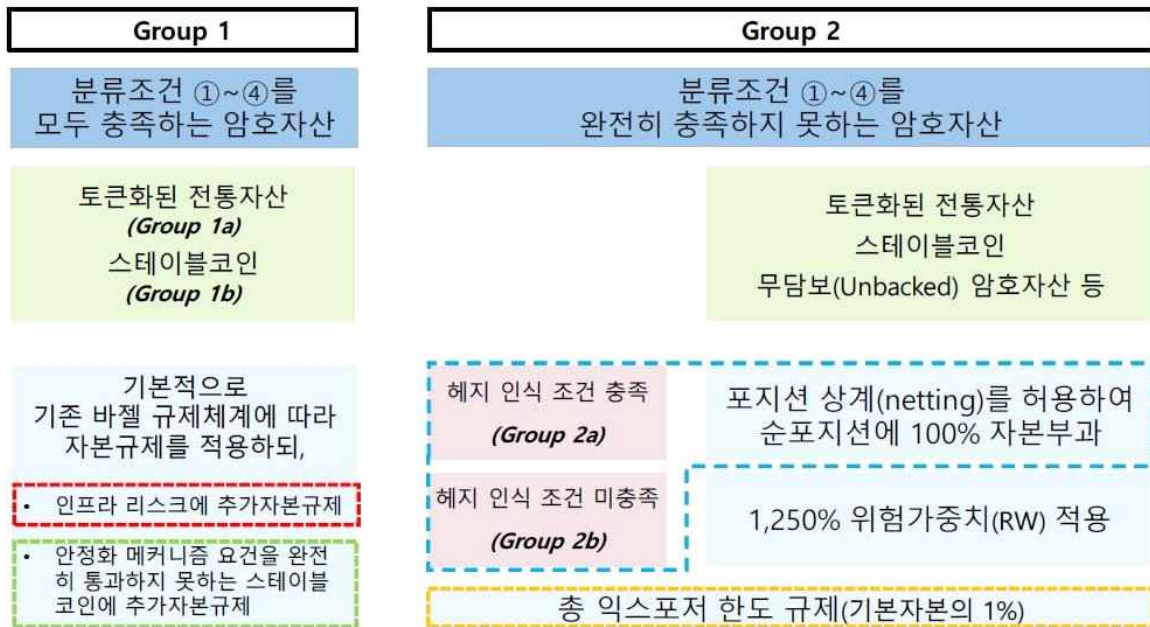 Group 1
분류조건 ①~④를
모두 충족하는 암호자산
토큰화된 전통자산
(Group 1a)
스테이블코인
(Group 1b)
기본적으로
기존 바젤 규제체계에 따라
자본규제를 적용하되,
• 인프라 리스크에 추가자본규제
• 안정화 메커니즘 요건을 완전
히 통과하지 못하는 스테이블
코인에 추가자본규제
Group 2
분류조건 ①~④를
완전히 충족하지 못하는 암호자산
토큰화된 전통자산
스테이블코인
무담보(Unbacked) 암호자산 등
헤지 인식 조건 충족
(Group 2a)
포지션 상계(netting)를 허용하여
순포지션에 100% 자본부과
헤지 인식 조건 미충족
(Group 2b)
1,250% 위험가중치(RW) 적용
총 익스포저 한도 규제(기본자본의 1%)